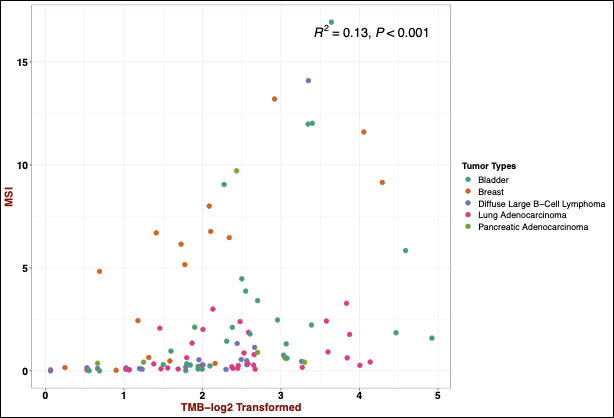 R² = 0.13, P < 0.001
15
10
5
0
MSI
0 1 2 3 4 5
TMB−log2 Transformed
Tumor Types
Bladder
Breast
Diffuse Large B−Cell Lymphoma
Lung Adenocarcinoma
Pancreatic Adenocarcinoma